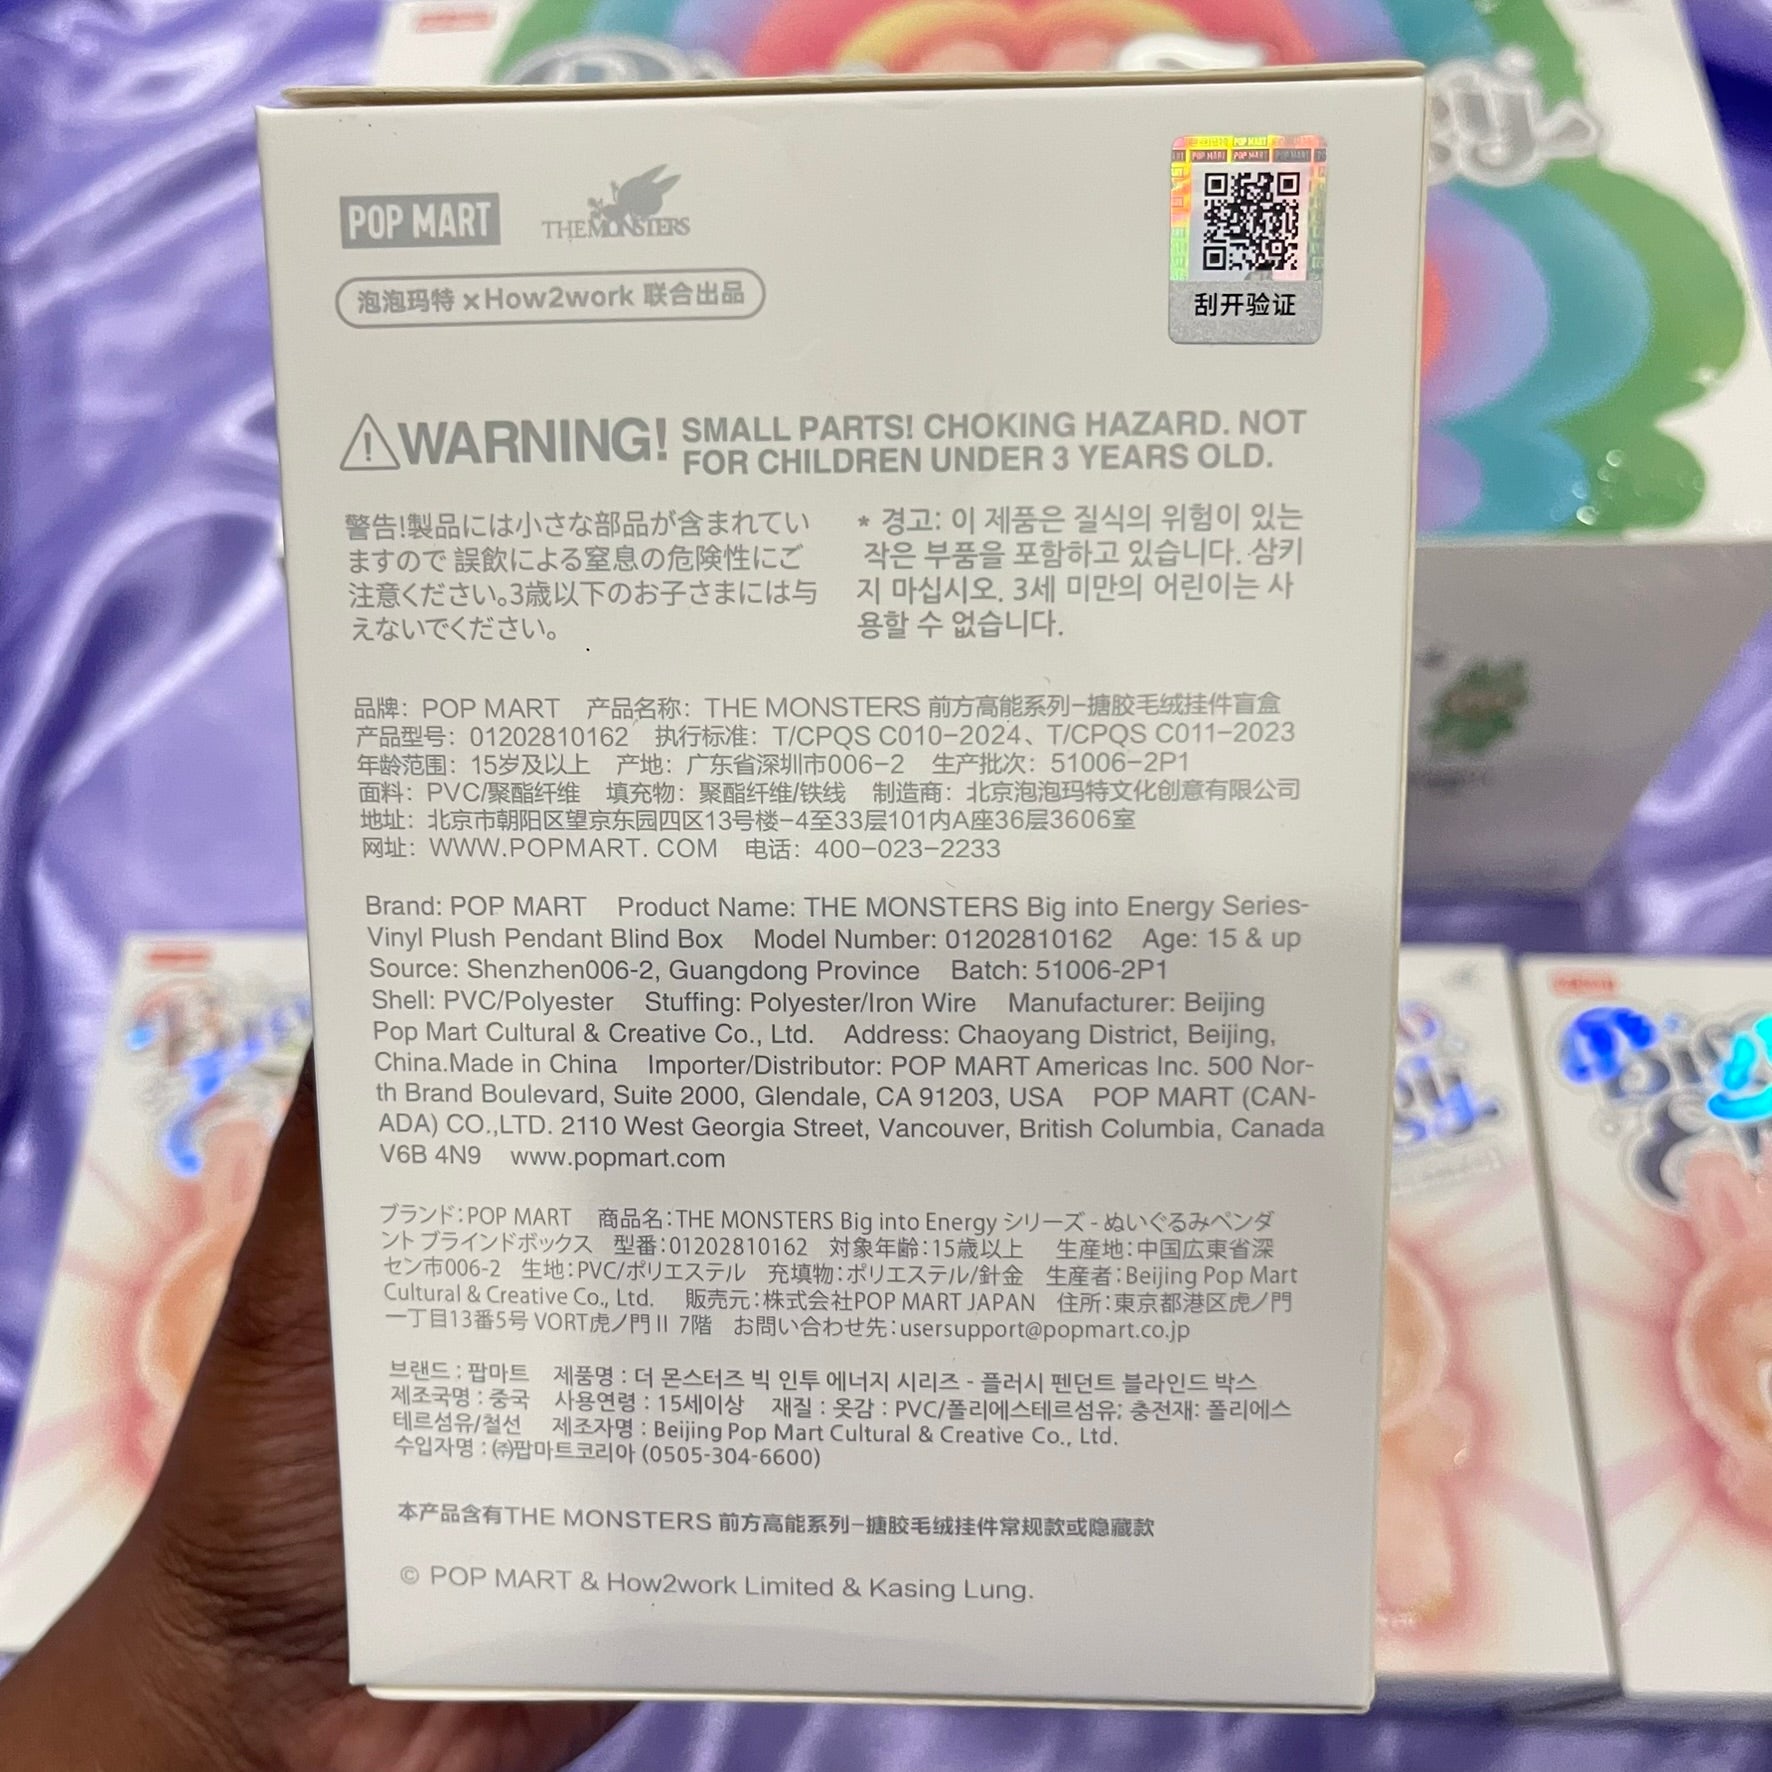 POP MART
THE MONSTERS
泡泡玛特 × How2work 联合出品
POP MART
刮开验证
WARNING! SMALL PARTS! CHOKING HAZARD. NOT
FOR CHILDREN UNDER 3 YEARS OLD.
警告!製品には小さな部品が含まれてい
ますので 誤飲による窒息の危険性にご
注意ください。3歳以下のお子さまには与
えないでください。
* 경고: 이 제품은 질식의 위험이 있는
작은 부품을 포함하고 있습니다. 삼키
지 마십시오. 3세 미만의 어린이는 사
용할 수 없습니다.
品牌: POP MART 产品名称: THE MONSTERS 前方高能系列-搪胶毛绒挂件盲盒
产品型号: 01202810162 执行标准: T/CPQS C010-2024、T/CPQS C011-2023
年龄范围: 15岁及以上 产地: 广东省深圳市006-2 生产批次: 51006-2P1
面料: PVC/聚酯纤维 填充物: 聚酯纤维/铁线 制造商: 北京泡泡玛特文化创意有限公司
地址: 北京市朝阳区望京东园四区13号楼-4至33层101内A座36层3606室
网址: WWW.POPMART. COM 电话: 400-023-2233
Brand: POP MART Product Name: THE MONSTERS Big into Energy Series-
Vinyl Plush Pendant Blind Box Model Number: 01202810162 Age: 15 & up
Source: Shenzhen006-2, Guangdong Province Batch: 51006-2P1
Shell: PVC/Polyester Stuffing: Polyester/Iron Wire Manufacturer: Beijing
Pop Mart Cultural & Creative Co., Ltd. Address: Chaoyang District, Beijing,
China.Made in China Importer/Distributor: POP MART Americas Inc. 500 Nor-
th Brand Boulevard, Suite 2000, Glendale, CA 91203, USA POP MART (CAN-
ADA) CO.,LTD. 2110 West Georgia Street, Vancouver, British Columbia, Canada
V6B 4N9 www.popmart.com
ブランド:POP MART 商品名:THE MONSTERS Big into Energy シリーズ - ぬいぐるみペンダ
ント ブラインドボックス 型番:01202810162 対象年齢:15歳以上 生産地:中国広東省深
セン市006-2 生地:PVC/ポリエステル 充填物:ポリエステル/針金 生産者:Beijing Pop Mart
Cultural & Creative Co., Ltd. 販売元:株式会社POP MART JAPAN 住所:東京都港区虎ノ門
一丁目13番5号 VORT虎ノ門 II 7階 お問い合わせ先:usersupport@popmart.co.jp
브랜드 : 팝마트 제품명 : 더 몬스터즈 빅 인투 에너지 시리즈 - 플러시 펜던트 블라인드 박스
제조국명 : 중국 사용연령 : 15세이상 재질 : 옷감 : PVC/폴리에스테르섬유; 충전재: 폴리에스
테르섬유/철선 제조자명 : Beijing Pop Mart Cultural & Creative Co., Ltd.
수입자명 : ㈜팝마트코리아 (0505-304-6600)
本产品含有THE MONSTERS 前方高能系列-搪胶毛绒挂件常规款或隐藏款
© POP MART & How2work Limited & Kasing Lung.